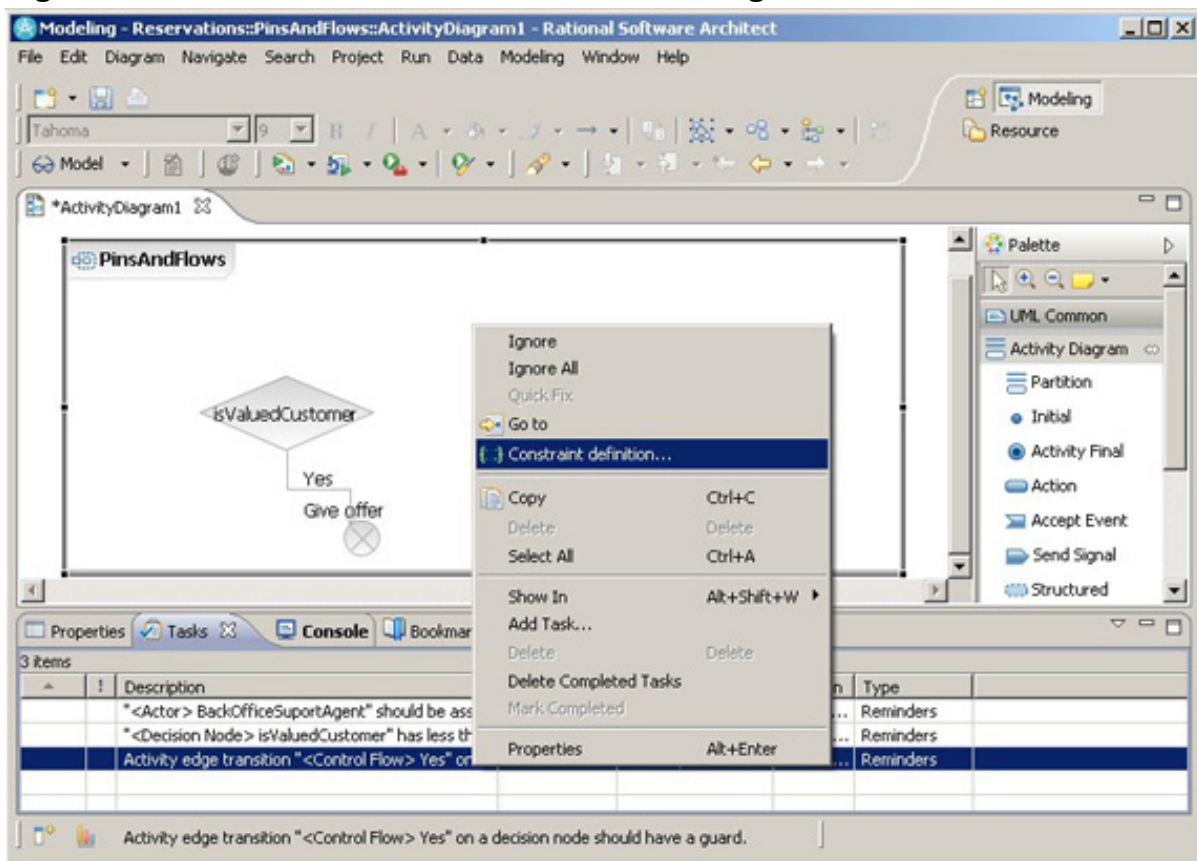 Modeling - Reservations::PinsAndFlows::ActivityDiagram1 - Rational Software Architect
File Edit Diagram Navigate Search Project Run Data Modeling Window Help
Modeling
Tahoma 9 B I A
Resource
Model
*ActivityDiagram1
PinsAndFlows
isValuedCustomer
Yes
Give offer
Ignore
Ignore All
Quick Fix
Go to
{..} Constraint definition...
Copy Ctrl+C
Delete Delete
Select All Ctrl+A
Show In Alt+Shift+W
Add Task...
Delete Delete
Delete Completed Tasks
Mark Completed
Properties Alt+Enter
Palette
UML Common
Activity Diagram
Partition
Initial
Activity Final
Action
Accept Event
Send Signal
Structured
Properties Tasks Console Bookmar
3 items
! Description n Type
"<Actor> BackOfficeSuportAgent" should be ass ... Reminders
"<Decision Node> isValuedCustomer" has less th ... Reminders
Activity edge transition "<Control Flow> Yes" on ... Reminders
Activity edge transition "<Control Flow> Yes" on a decision node should have a guard.